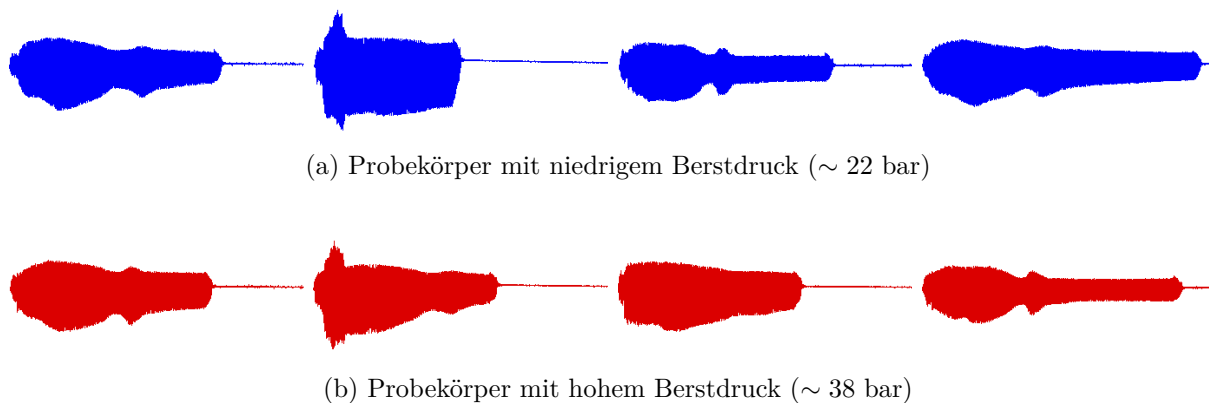 (a) Probekörper mit niedrigem Berstdruck (∼ 22 bar)
(b) Probekörper mit hohem Berstdruck (∼ 38 bar)